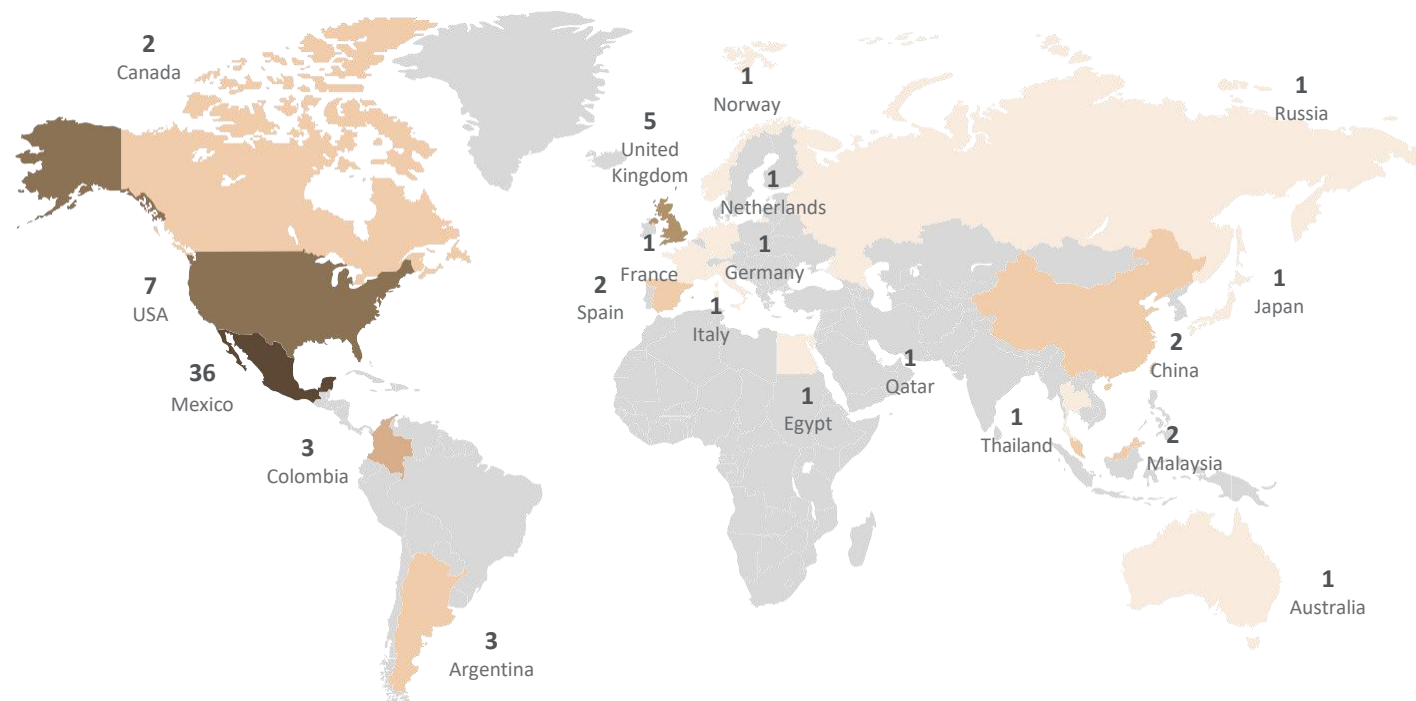 2
Canada
7
USA
36
Mexico
3
Colombia
3
Argentina
5
United
Kingdom
1
Norway
1
Russia
1
Netherlands
1
France
1
Germany
2
Spain
1
Italy
1
Egypt
1
Qatar
1
Japan
2
China
1
Thailand
2
Malaysia
1
Australia